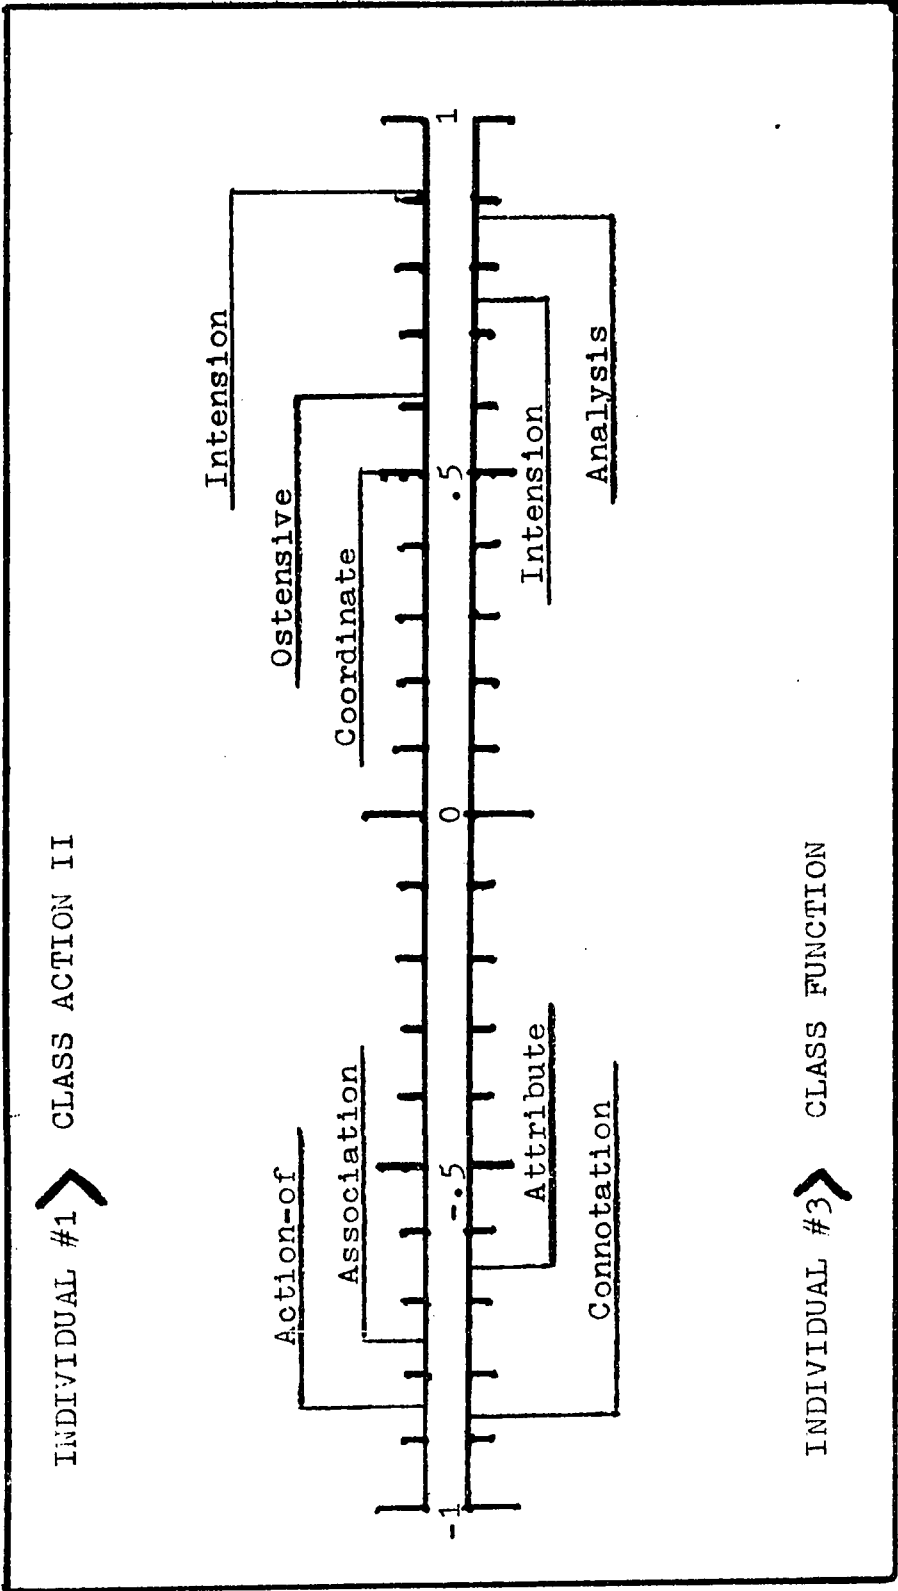 INDIVIDUAL #1 > CLASS ACTION II
Intension
Action-of
Ostensive
Association
Coordinate
-1 -.5 0 .5 1
Attribute
Intension
Connotation
Analysis
INDIVIDUAL #3 > CLASS FUNCTION